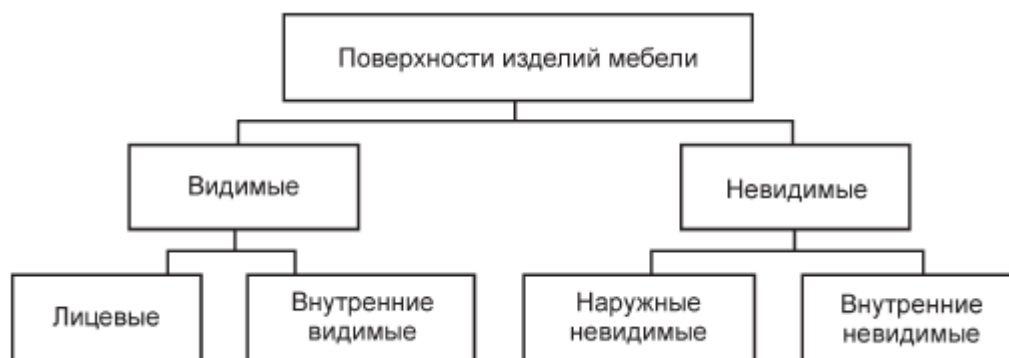 Поверхности изделий мебели
Видимые
Невидимые
Лицевые
Внутренние
видимые
Наружные
невидимые
Внутренние
невидимые